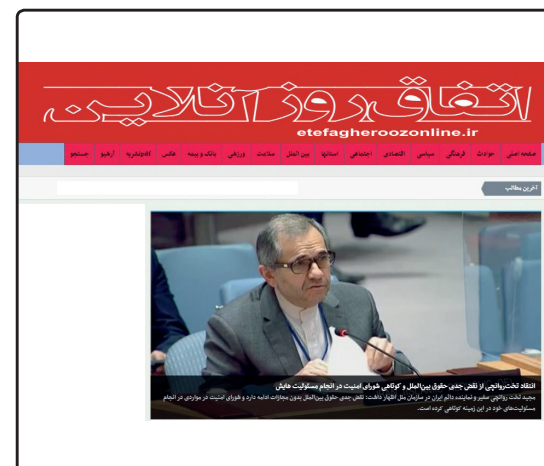 اتفاق روز آنلاین
etefagheroozonline.ir
صفحه اصلی حوادث فرهنگی سیاسی اقتصادی اجتماعی استانها بین الملل سلامت ورزشی بانک و بیمه عکس pdfنشریه آرشیو جستجو
آخرین مطالب
انتقاد تخت‌روانچی از نقض جدی حقوق بین‌الملل و کوتاهی شورای امنیت در انجام مسئولیت هایش
مجید تخت روانچی سفیر و نماینده دائم ایران در سازمان ملل اظهار داشت: نقض جدی حقوق بین‌الملل بدون مجازات ادامه دارد و شورای امنیت در مواردی در انجام
مسئولیت‌های خود در این زمینه کوتاهی کرده است.